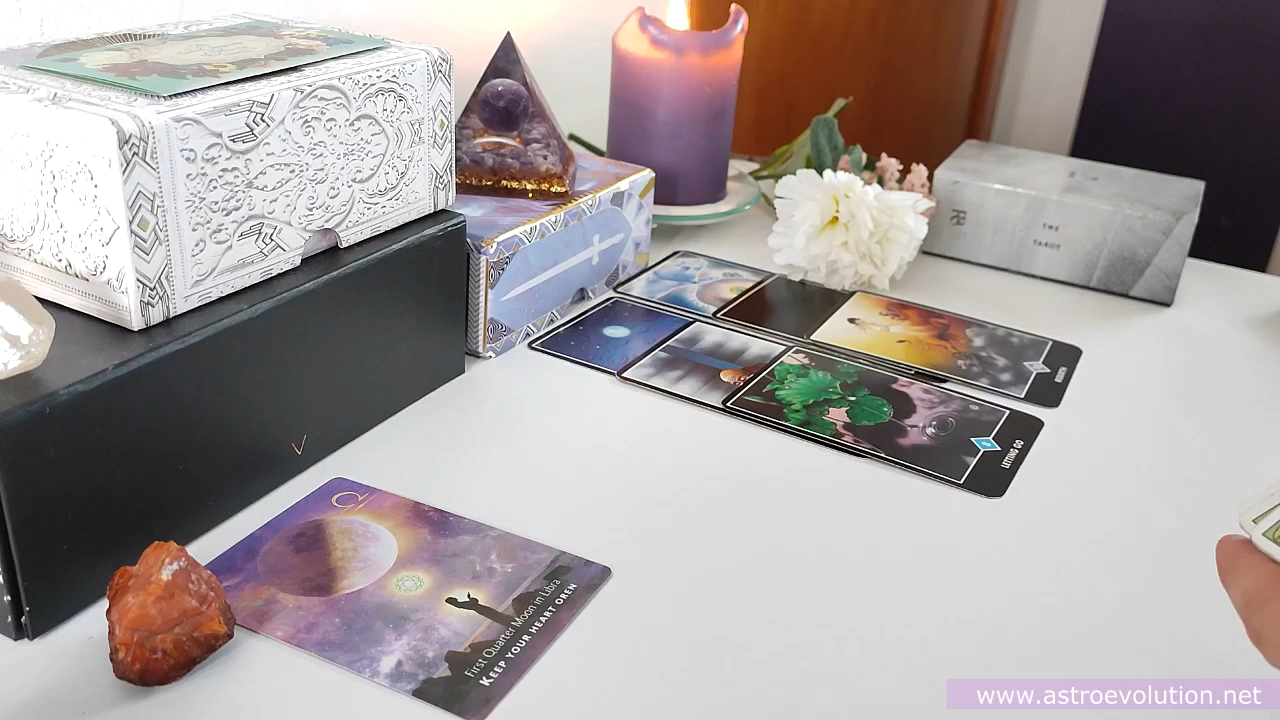 THE
TAROT
LETTING GO
First Quarter Moon in Libra
KEEP YOUR HEART OPEN
www.astroevolution.net